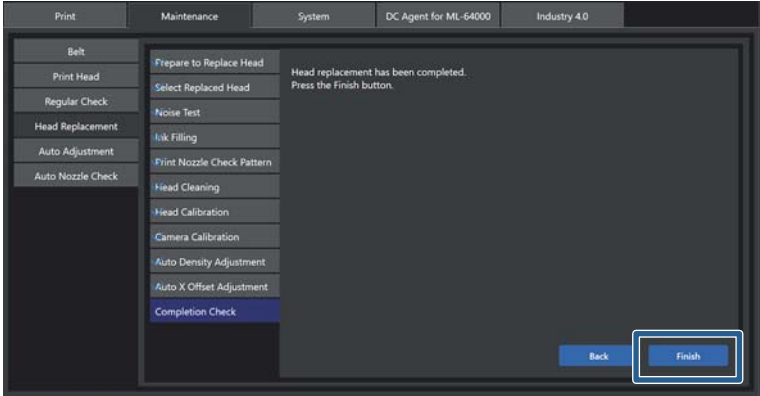 Print
Maintenance
System
DC Agent for ML-64000
Industry 4.0
Belt
Print Head
Regular Check
Head Replacement
Auto Adjustment
Auto Nozzle Check
Prepare to Replace Head
Select Replaced Head
Noise Test
Ink Filling
Print Nozzle Check Pattern
Head Cleaning
Head Calibration
Camera Calibration
Auto Density Adjustment
Auto X Offset Adjustment
Completion Check
Head replacement has been completed.
Press the Finish button.
Back
Finish